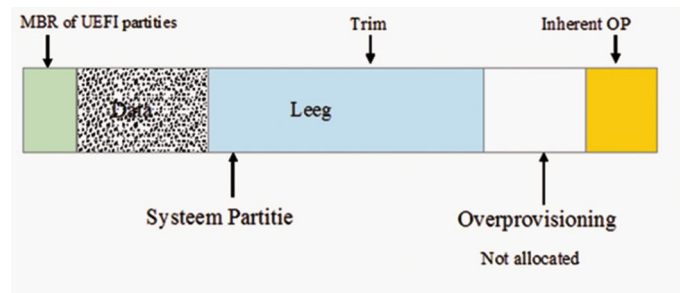 MBR of UEFI partities
Trim
Inherent OP
Data
Leeg
Systeem Partitie
Overprovisioning
Not allocated